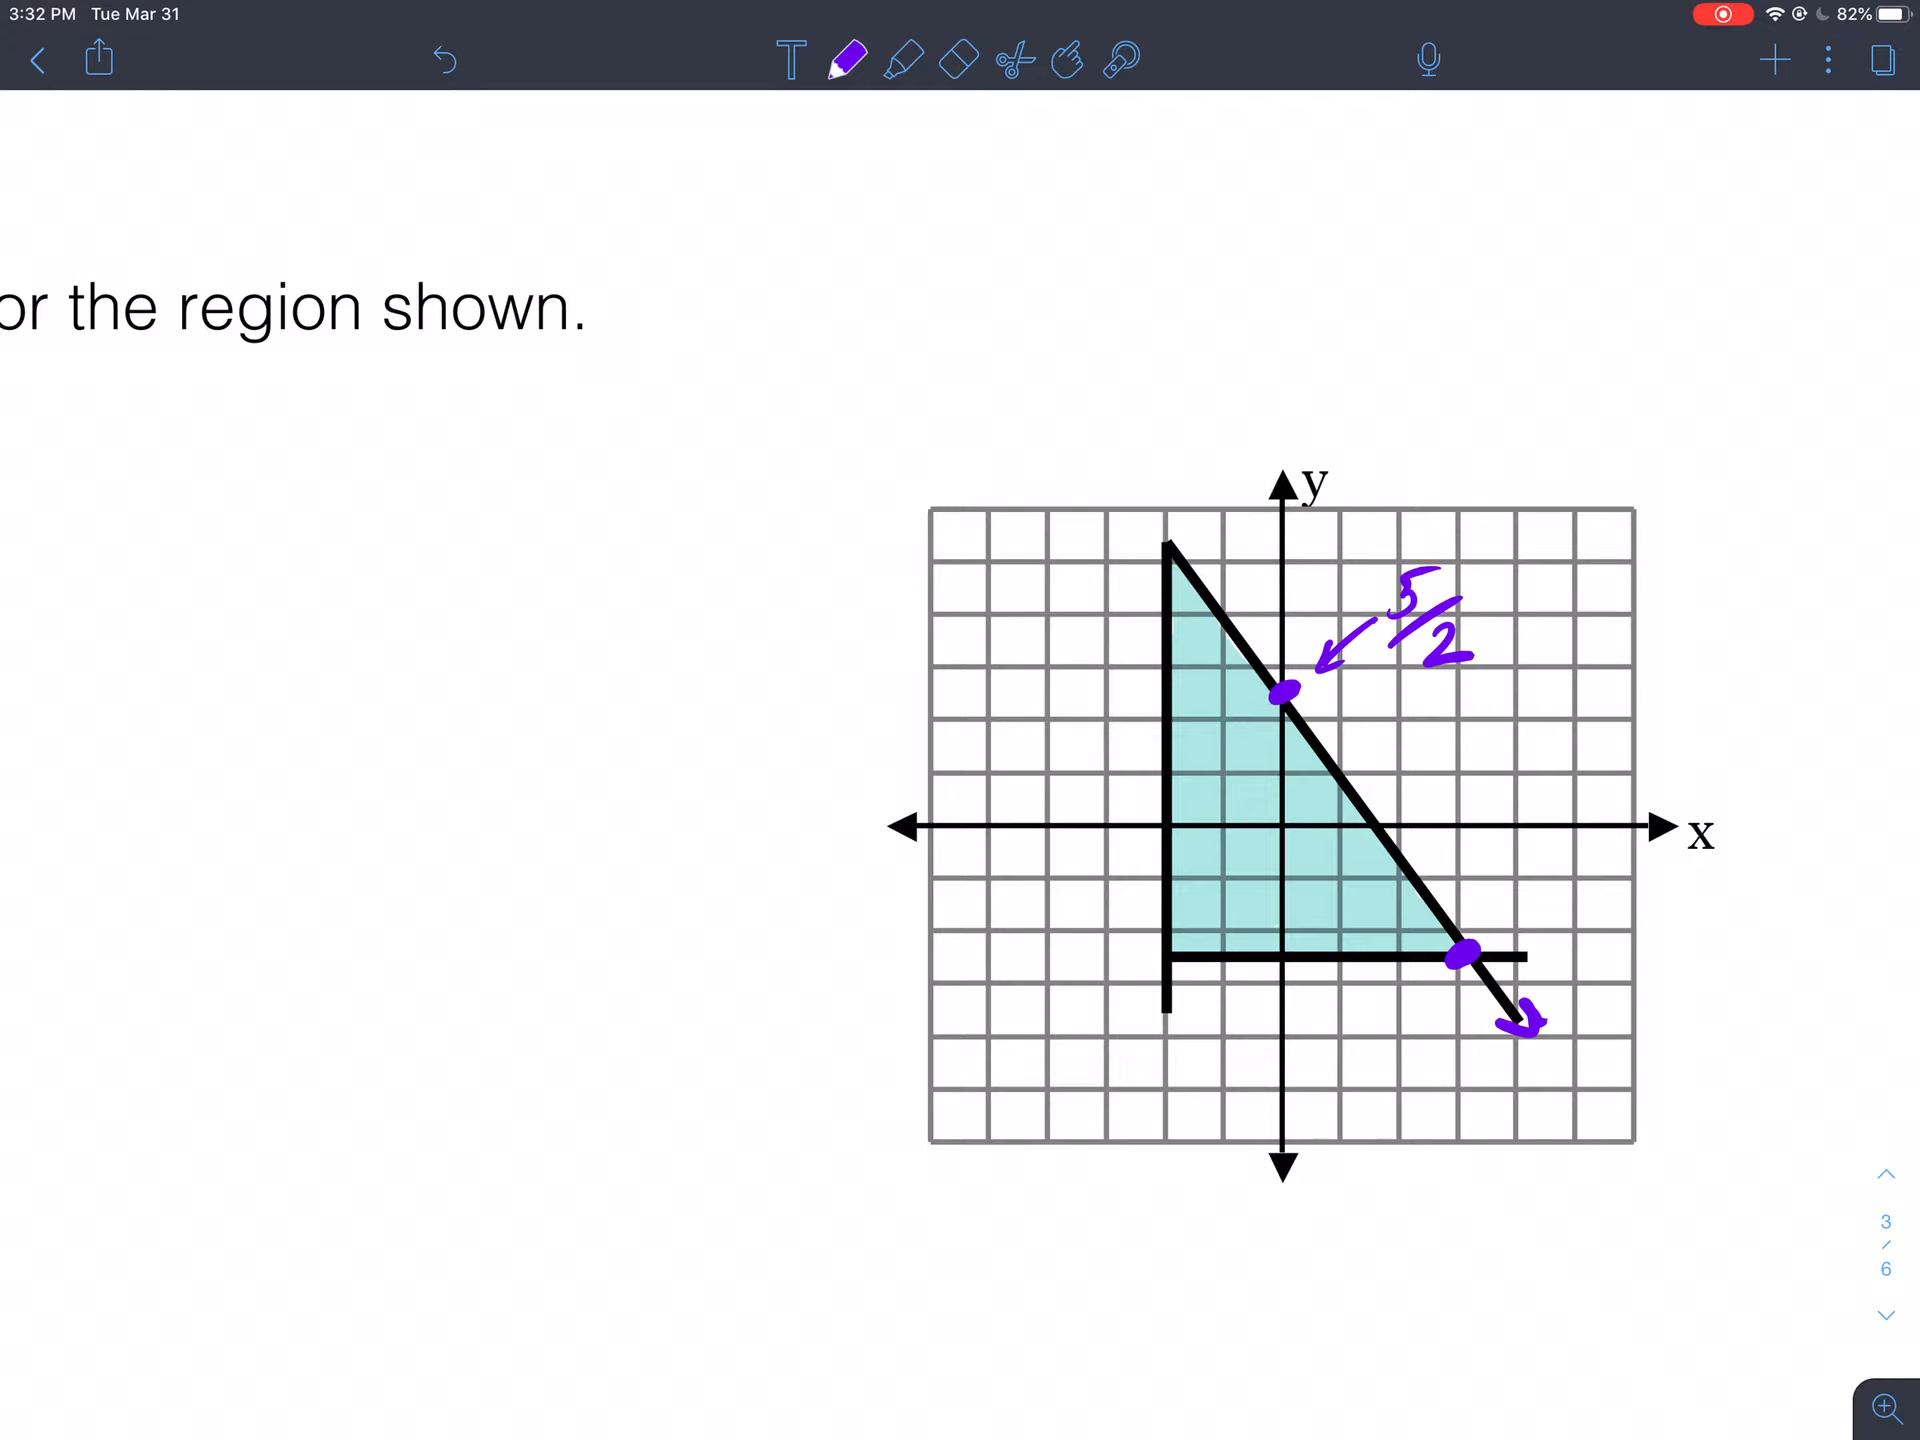 3:32 PM Tue Mar 31
82%
T
or the region shown.
y
5/2
x
3
/
6